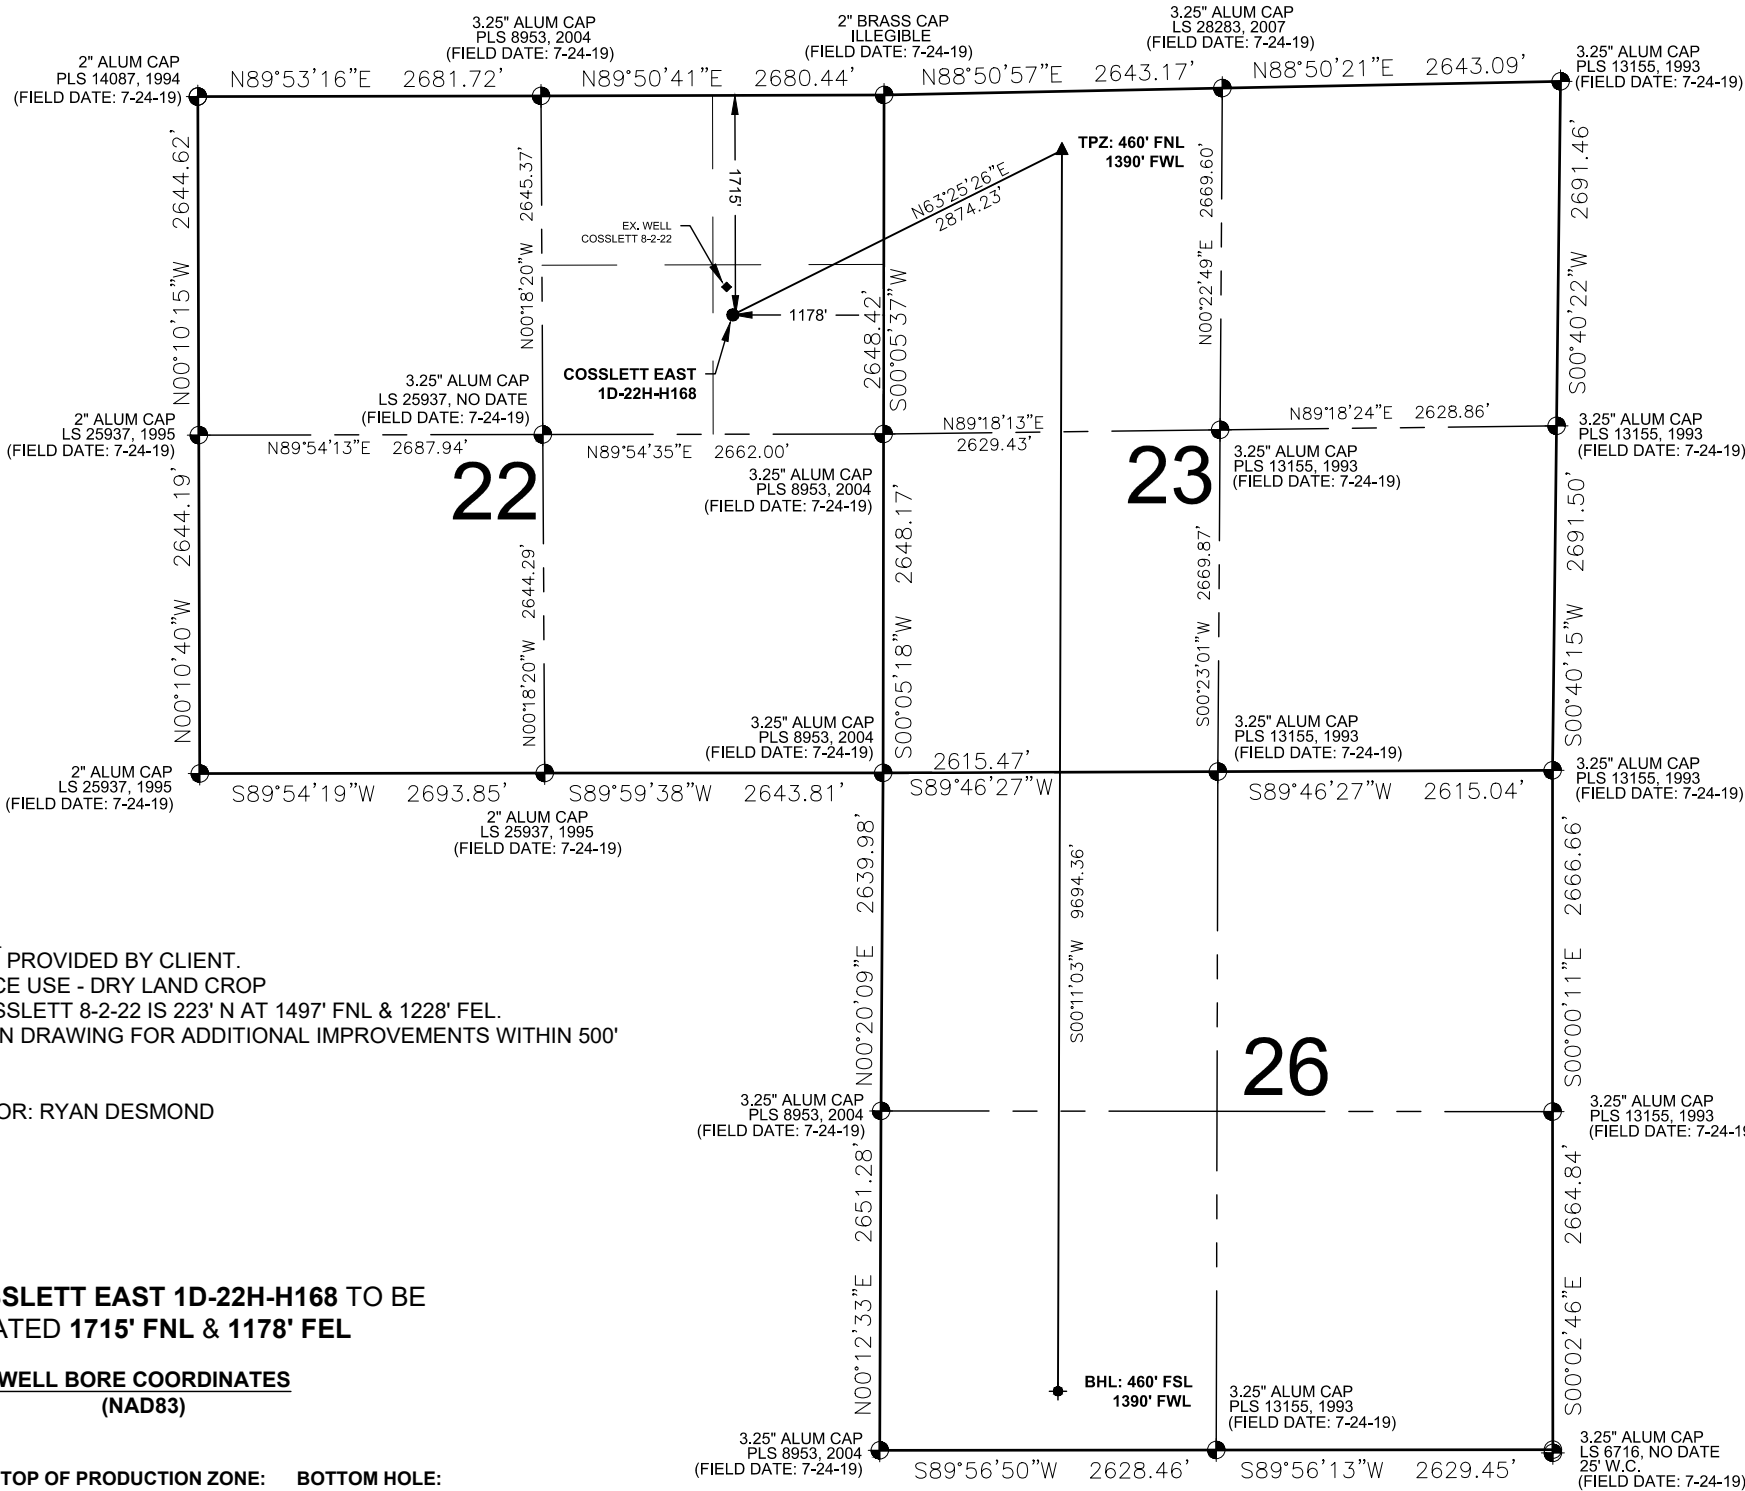 3.25" ALUM CAP
PLS 8953, 2004
(FIELD DATE: 7-24-19)
2" BRASS CAP
ILLEGIBLE
(FIELD DATE: 7-24-19)
3.25" ALUM CAP
LS 28283, 2007
(FIELD DATE: 7-24-19)
2" ALUM CAP
PLS 14087, 1994
(FIELD DATE: 7-24-19)
3.25" ALUM CAP
PLS 13155, 1993
(FIELD DATE: 7-24-19)
N89°53'16"E 2681.72'
N89°50'41"E 2680.44'
N88°50'57"E 2643.17'
N88°50'21"E 2643.09'
N00°10'15"W 2644.62'
N00°18'20"W 2645.37'
1715'
EX. WELL
COSSLETT 8-2-22
1178'
COSSLETT EAST
1D-22H-H168
2648.42'
S00°05'37"W
N63°25'26"E
2874.23'
TPZ: 460' FNL
1390' FWL
N00°22'49"E 2669.60'
S00°40'22"W 2691.46'
2" ALUM CAP
LS 25937, 1995
(FIELD DATE: 7-24-19)
3.25" ALUM CAP
LS 25937, NO DATE
(FIELD DATE: 7-24-19)
N89°54'13"E 2687.94'
N89°54'35"E 2662.00'
N89°18'13"E
2629.43'
N89°18'24"E 2628.86'
3.25" ALUM CAP
PLS 13155, 1993
(FIELD DATE: 7-24-19)
22
3.25" ALUM CAP
PLS 8953, 2004
(FIELD DATE: 7-24-19)
23
3.25" ALUM CAP
PLS 13155, 1993
(FIELD DATE: 7-24-19)
N00°10'40"W 2644.19'
N00°18'20"W 2644.29'
S00°05'18"W 2648.17'
S00°23'01"W 2669.87'
S00°40'15"W 2691.50'
2" ALUM CAP
LS 25937, 1995
(FIELD DATE: 7-24-19)
3.25" ALUM CAP
PLS 8953, 2004
(FIELD DATE: 7-24-19)
3.25" ALUM CAP
PLS 13155, 1993
(FIELD DATE: 7-24-19)
3.25" ALUM CAP
PLS 13155, 1993
(FIELD DATE: 7-24-19)
S89°54'19"W 2693.85'
S89°59'38"W 2643.81'
2615.47'
S89°46'27"W
S89°46'27"W 2615.04'
2" ALUM CAP
LS 25937, 1995
(FIELD DATE: 7-24-19)
N00°20'09"E 2639.98'
S00°11'03"W 9694.36'
S00°00'11"E 2666.66'
PROVIDED BY CLIENT.
CE USE - DRY LAND CROP
SSLETT 8-2-22 IS 223' N AT 1497' FNL & 1228' FEL.
N DRAWING FOR ADDITIONAL IMPROVEMENTS WITHIN 500'
OR: RYAN DESMOND
26
3.25" ALUM CAP
PLS 8953, 2004
(FIELD DATE: 7-24-19)
3.25" ALUM CAP
PLS 13155, 1993
(FIELD DATE: 7-24-19
N00°12'33"E 2651.28'
S00°02'46"E 2664.84'
SSLETT EAST 1D-22H-H168 TO BE
ATED 1715' FNL & 1178' FEL
WELL BORE COORDINATES
(NAD83)
TOP OF PRODUCTION ZONE: BOTTOM HOLE:
BHL: 460' FSL
1390' FWL
3.25" ALUM CAP
PLS 13155, 1993
(FIELD DATE: 7-24-19)
3.25" ALUM CAP
PLS 8953, 2004
(FIELD DATE: 7-24-19)
3.25" ALUM CAP
LS 6716, NO DATE
25' W.C.
(FIELD DATE: 7-24-19)
S89°56'50"W 2628.46'
S89°56'13"W 2629.45'